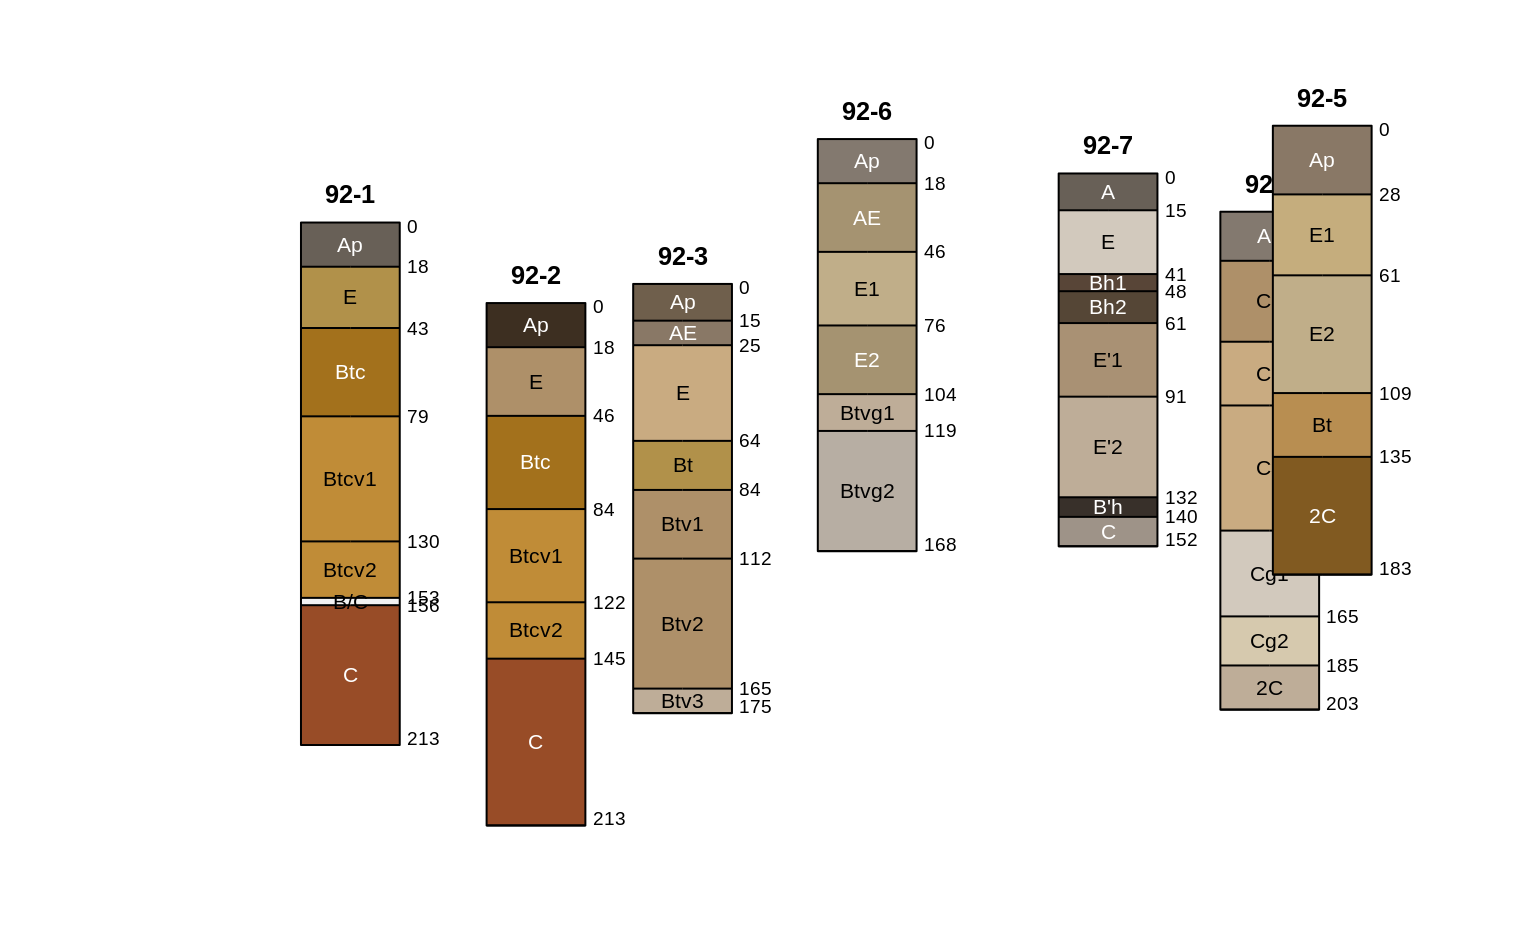 92-1
Ap
E
Btc
Btcv1
Btcv2
B/C
C
0
18
43
79
130
153
156
213
92-2
Ap
E
Btc
Btcv1
Btcv2
C
0
18
46
84
122
145
213
92-3
Ap
AE
E
Bt
Btv1
Btv2
Btv3
0
15
25
64
84
112
165
175
92-6
Ap
AE
E1
E2
Btvg1
Btvg2
0
18
46
76
104
119
168
92-7
A
E
Bh1
Bh2
E'1
E'2
B'h
C
0
15
41
48
61
91
132
140
152
92
A
C
C
C
Cg1
Cg2
2C
165
185
203
92-5
Ap
E1
E2
Bt
2C
0
28
61
109
135
183